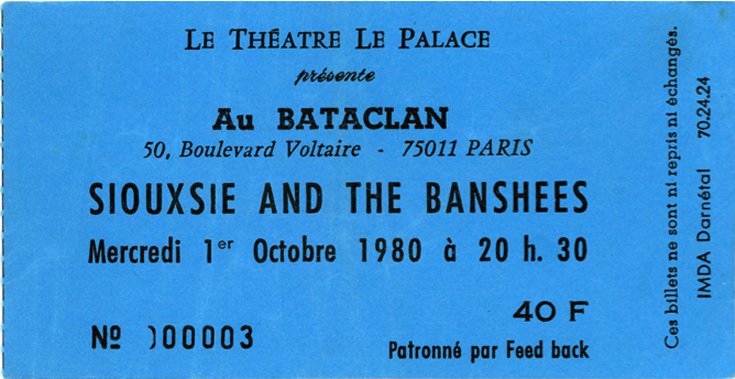 LE THÉATRE LE PALACE
présente
AU BATACLAN
50, Boulevard Voltaire - 75011 PARIS
SIOUXSIE AND THE BANSHEES
Mercredi 1er Octobre 1980 à 20 h. 30
40 F
Nº 000003
Patronné par Feed back
Ces billets ne sont ni repris ni échangés.
IMDA Darnétal 70.24.24